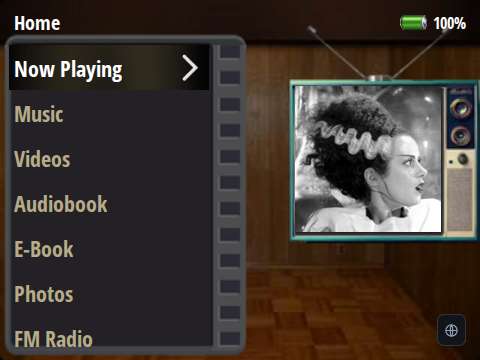 Home
100%
Now Playing
Music
Videos
Audiobook
E-Book
Photos
FM Radio